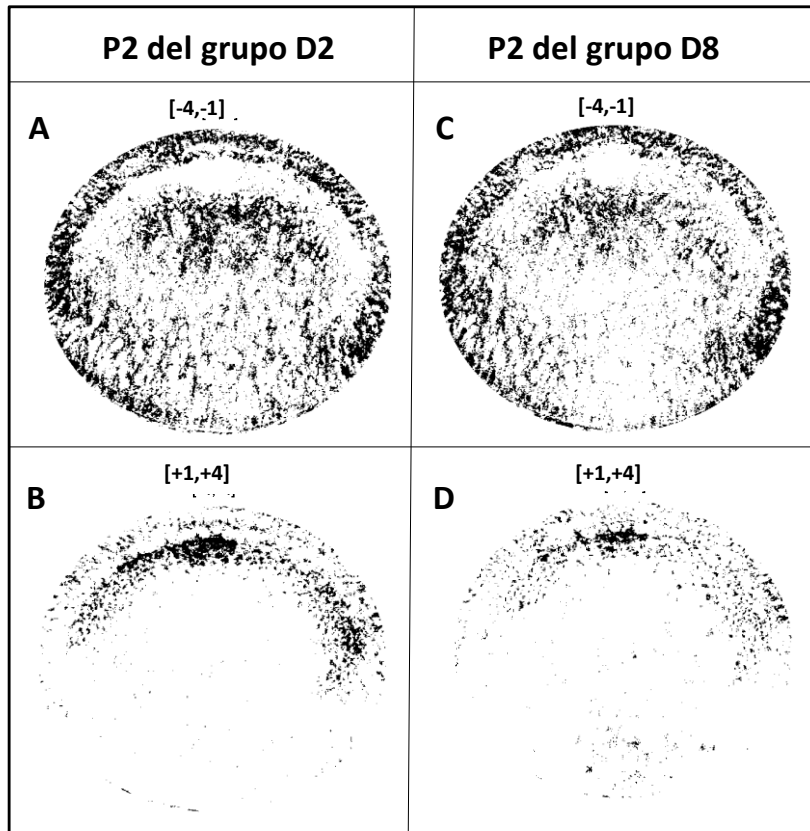 P2 del grupo D2
P2 del grupo D8
[-4,-1]
A
[-4,-1]
C
[+1,+4]
B
[+1,+4]
D